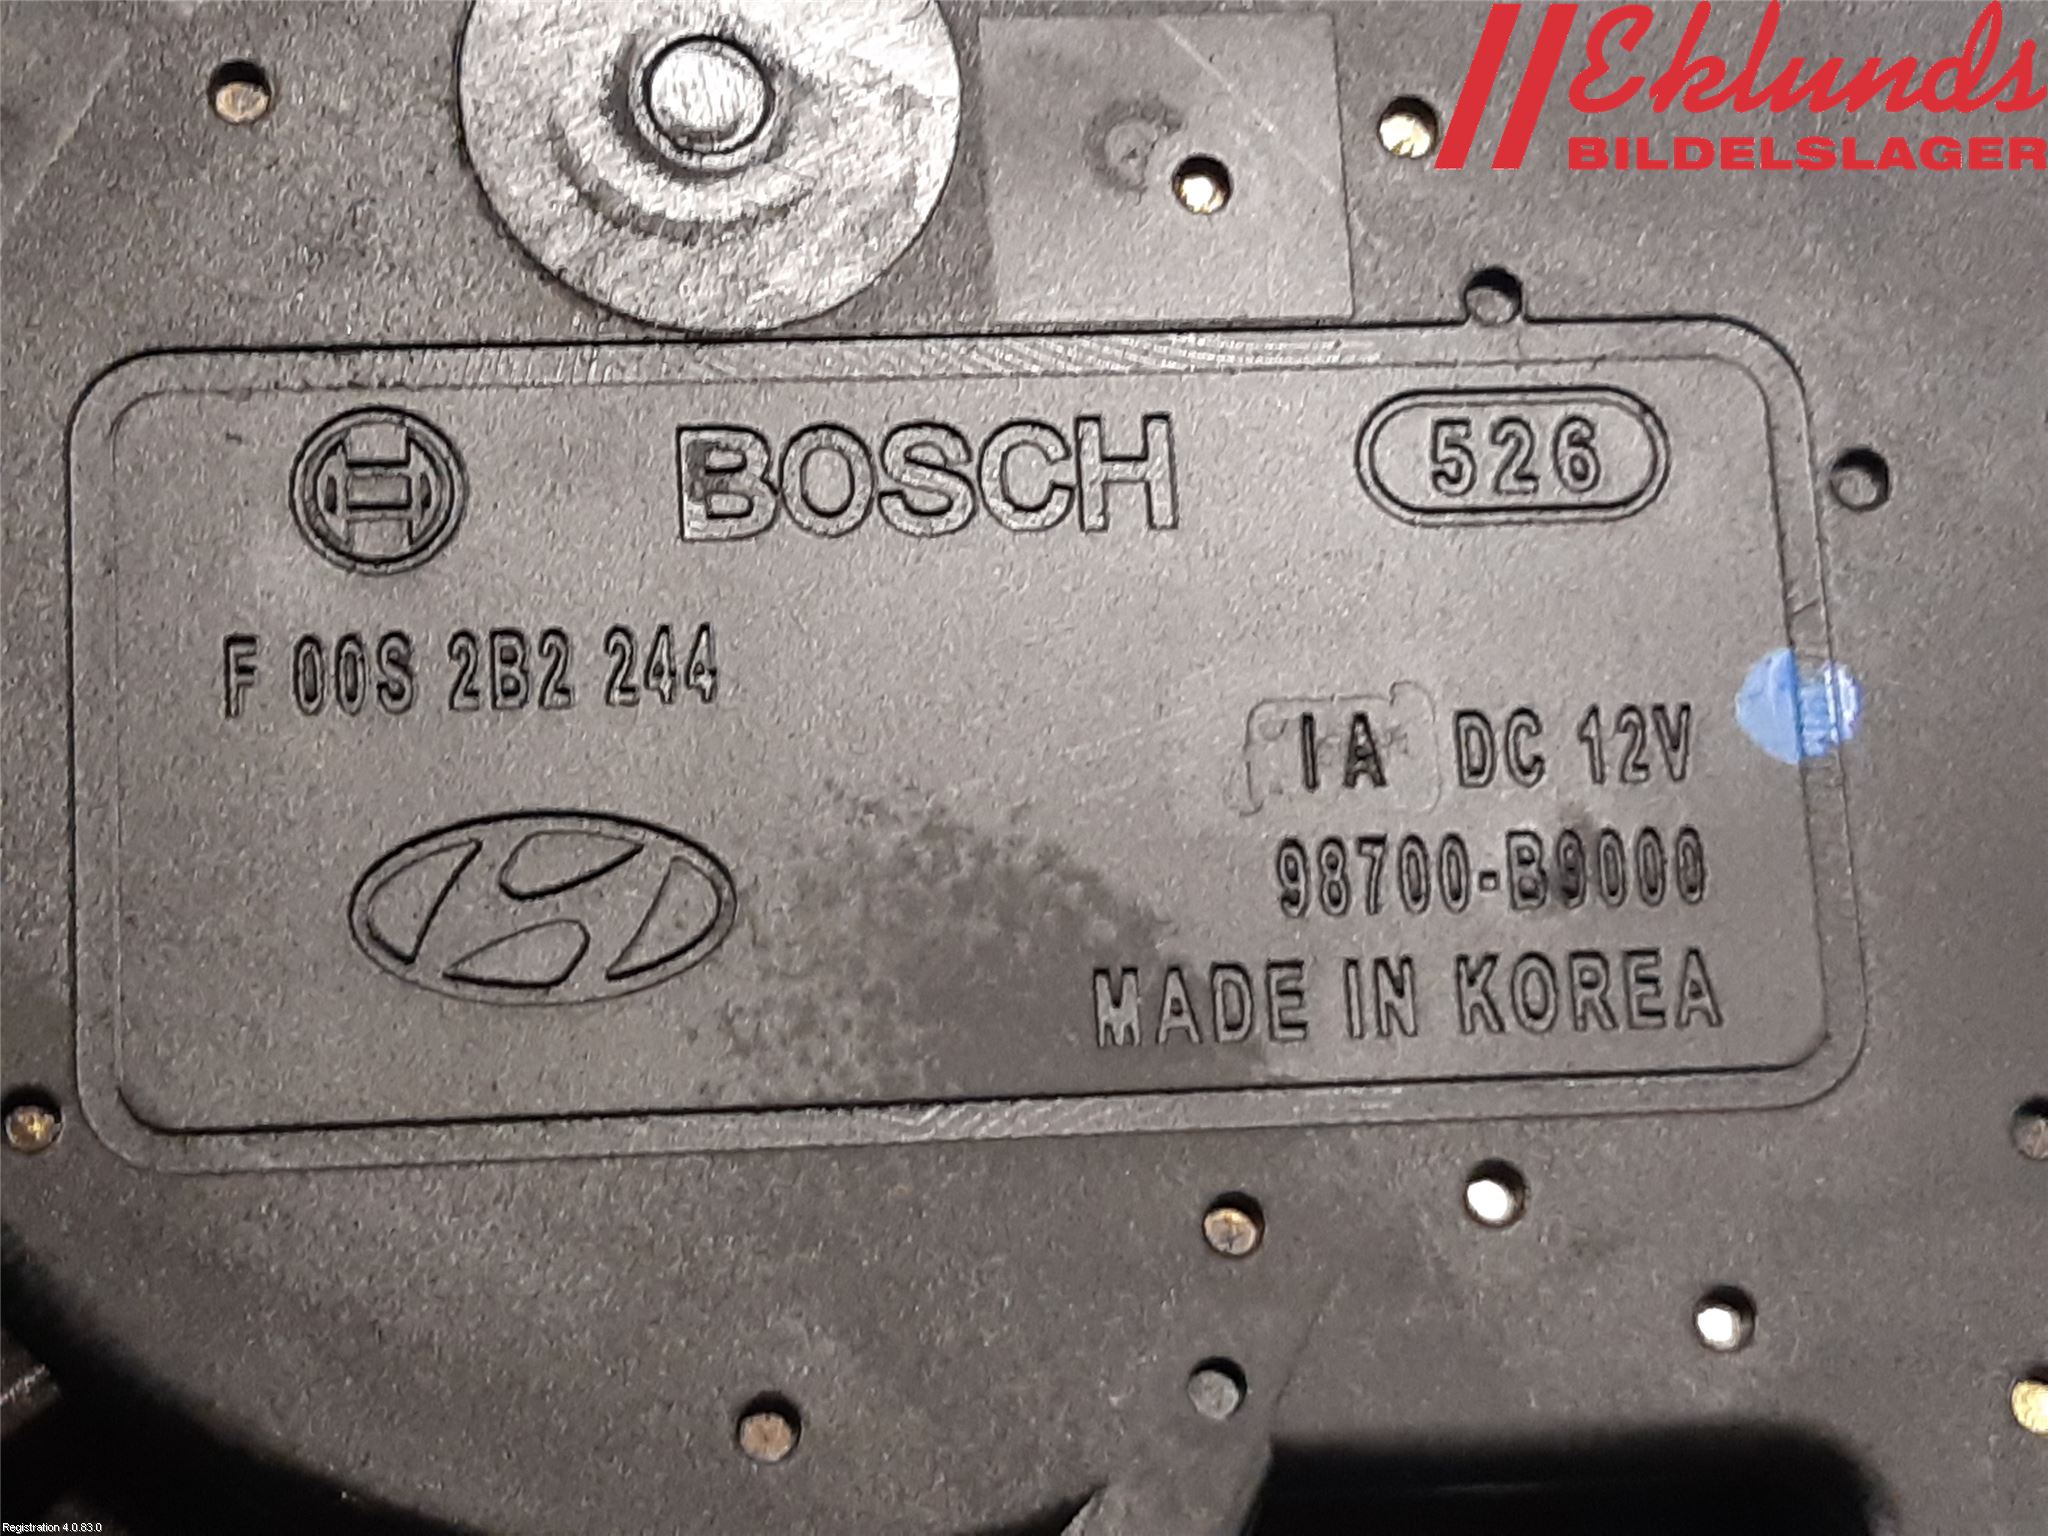 Eklunds
BILDELSLAGER
BOSCH
526
F 00S 2B2 244
IA DC 12V
98700-B9000
MADE IN KOREA
Registration 4.0.83.0